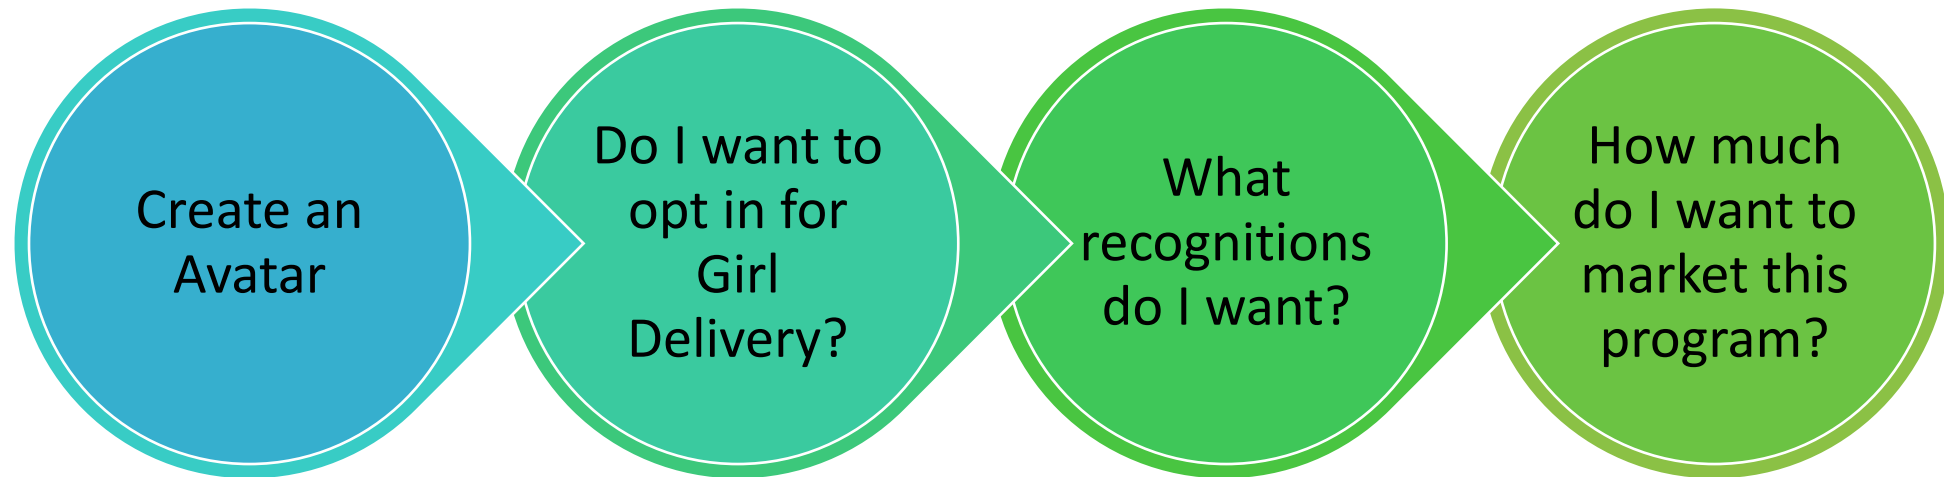 Create an
Avatar
Do I want to
opt in for
Girl
Delivery?
What
recognitions
do I want?
How much
do I want to
market this
program?